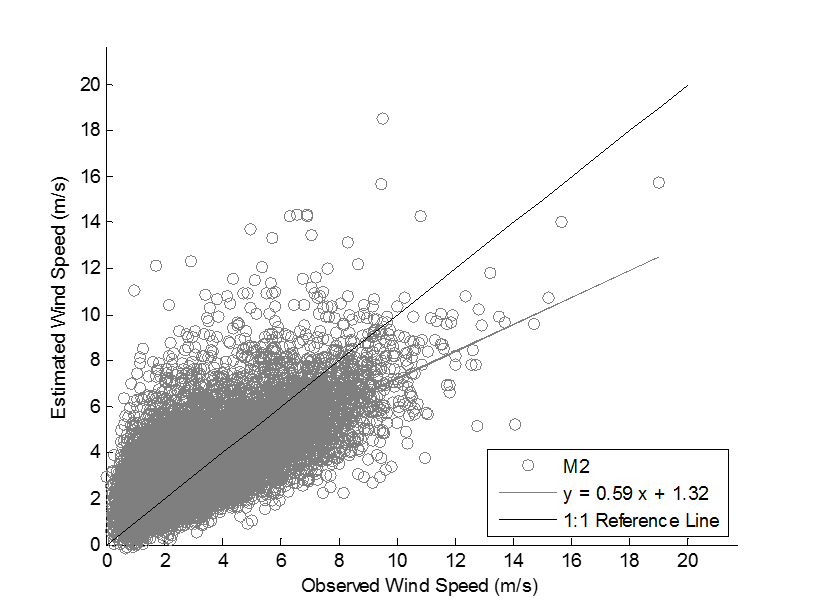 20
18
16
14
12
10
8
6
4
2
0
Estimated Wind Speed (m/s)
M2
y = 0.59 x + 1.32
1:1 Reference Line
0 2 4 6 8 10 12 14 16 18 20
Observed Wind Speed (m/s)